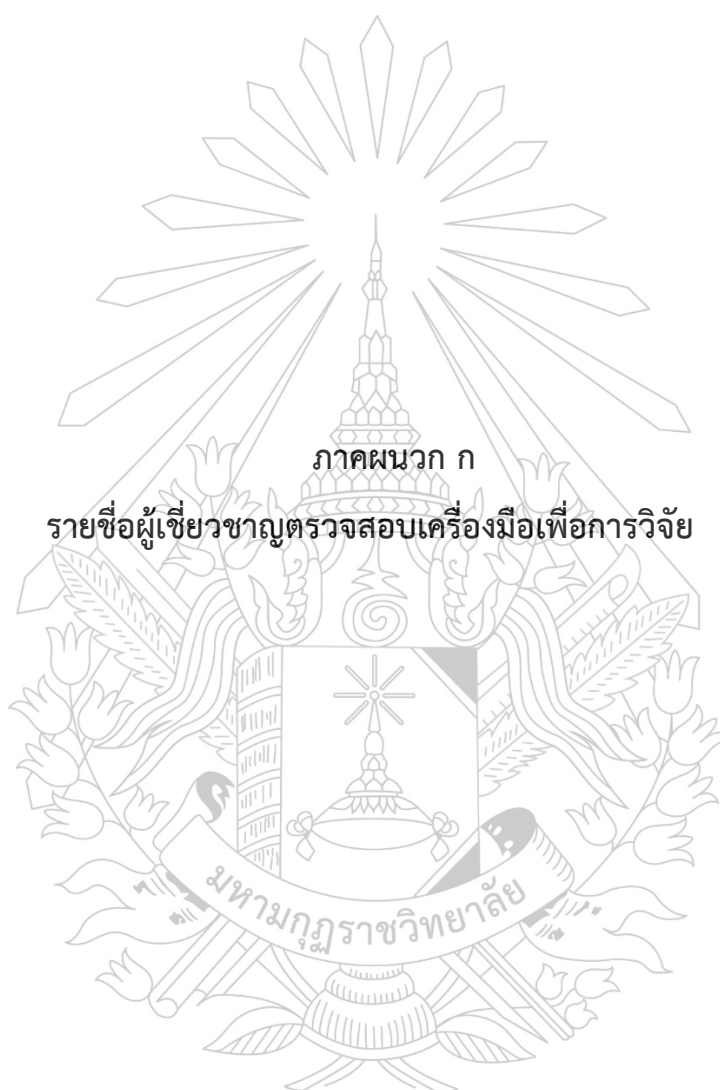 ภาคผนวก ก
รายชื่อผู้เชี่ยวชาญตรวจสอบเครื่องมือเพื่อการวิจัย
มหามกุฏราชวิทยาลัย